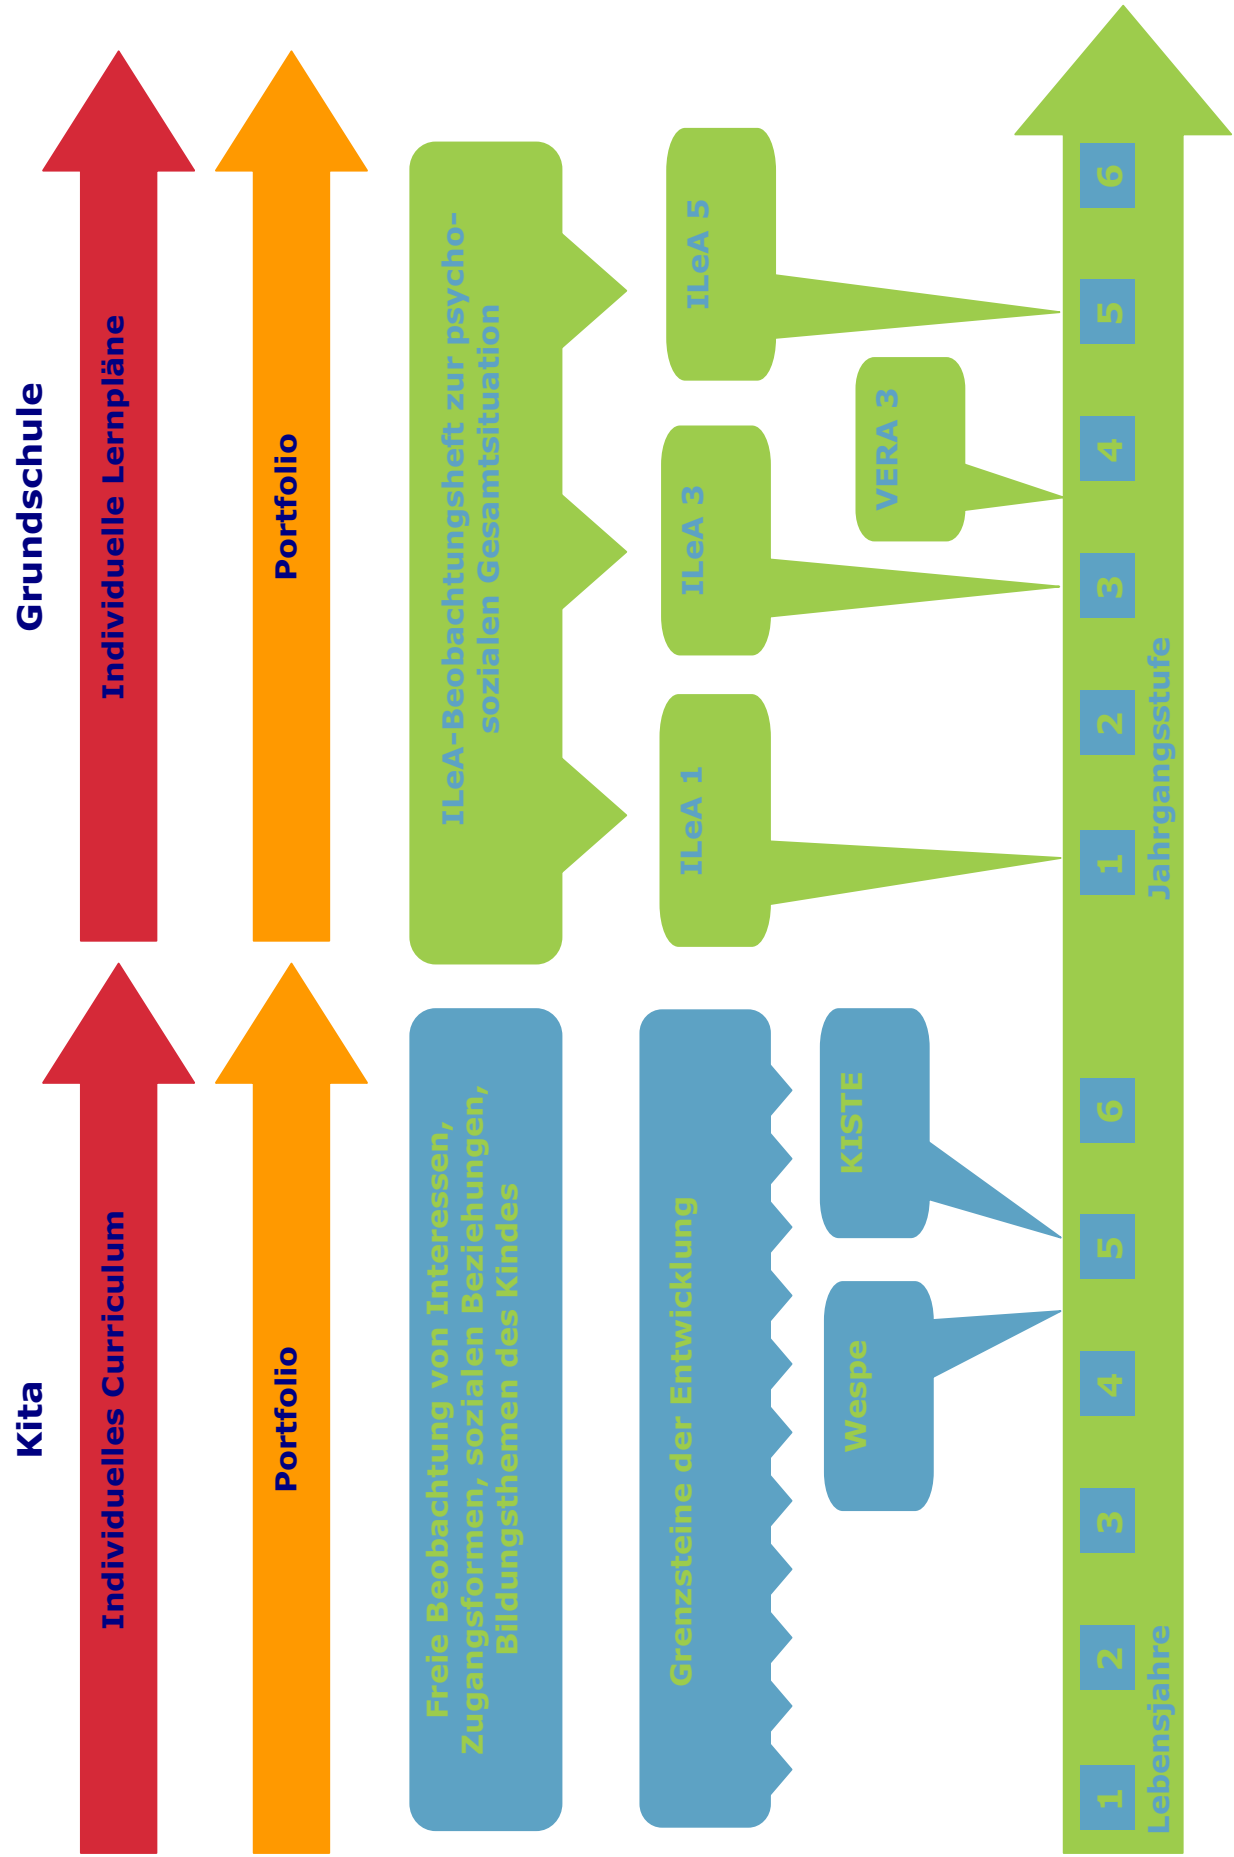 Kita
Grundschule
Individuelles Curriculum
Individuelle Lernpläne
Portfolio
Portfolio
Freie Beobachtung von Interessen,
Zugangsformen, sozialen Beziehungen,
Bildungsthemen des Kindes
ILeA-Beobachtungsheft zur psycho-
sozialen Gesamtsituation
Grenzsteine der Entwicklung
ILeA 1
ILeA 3
ILeA 5
Wespe
KISTE
VERA 3
1
2
3
4
5
6
1
2
3
4
5
6
Lebensjahre
Jahrgangsstufe